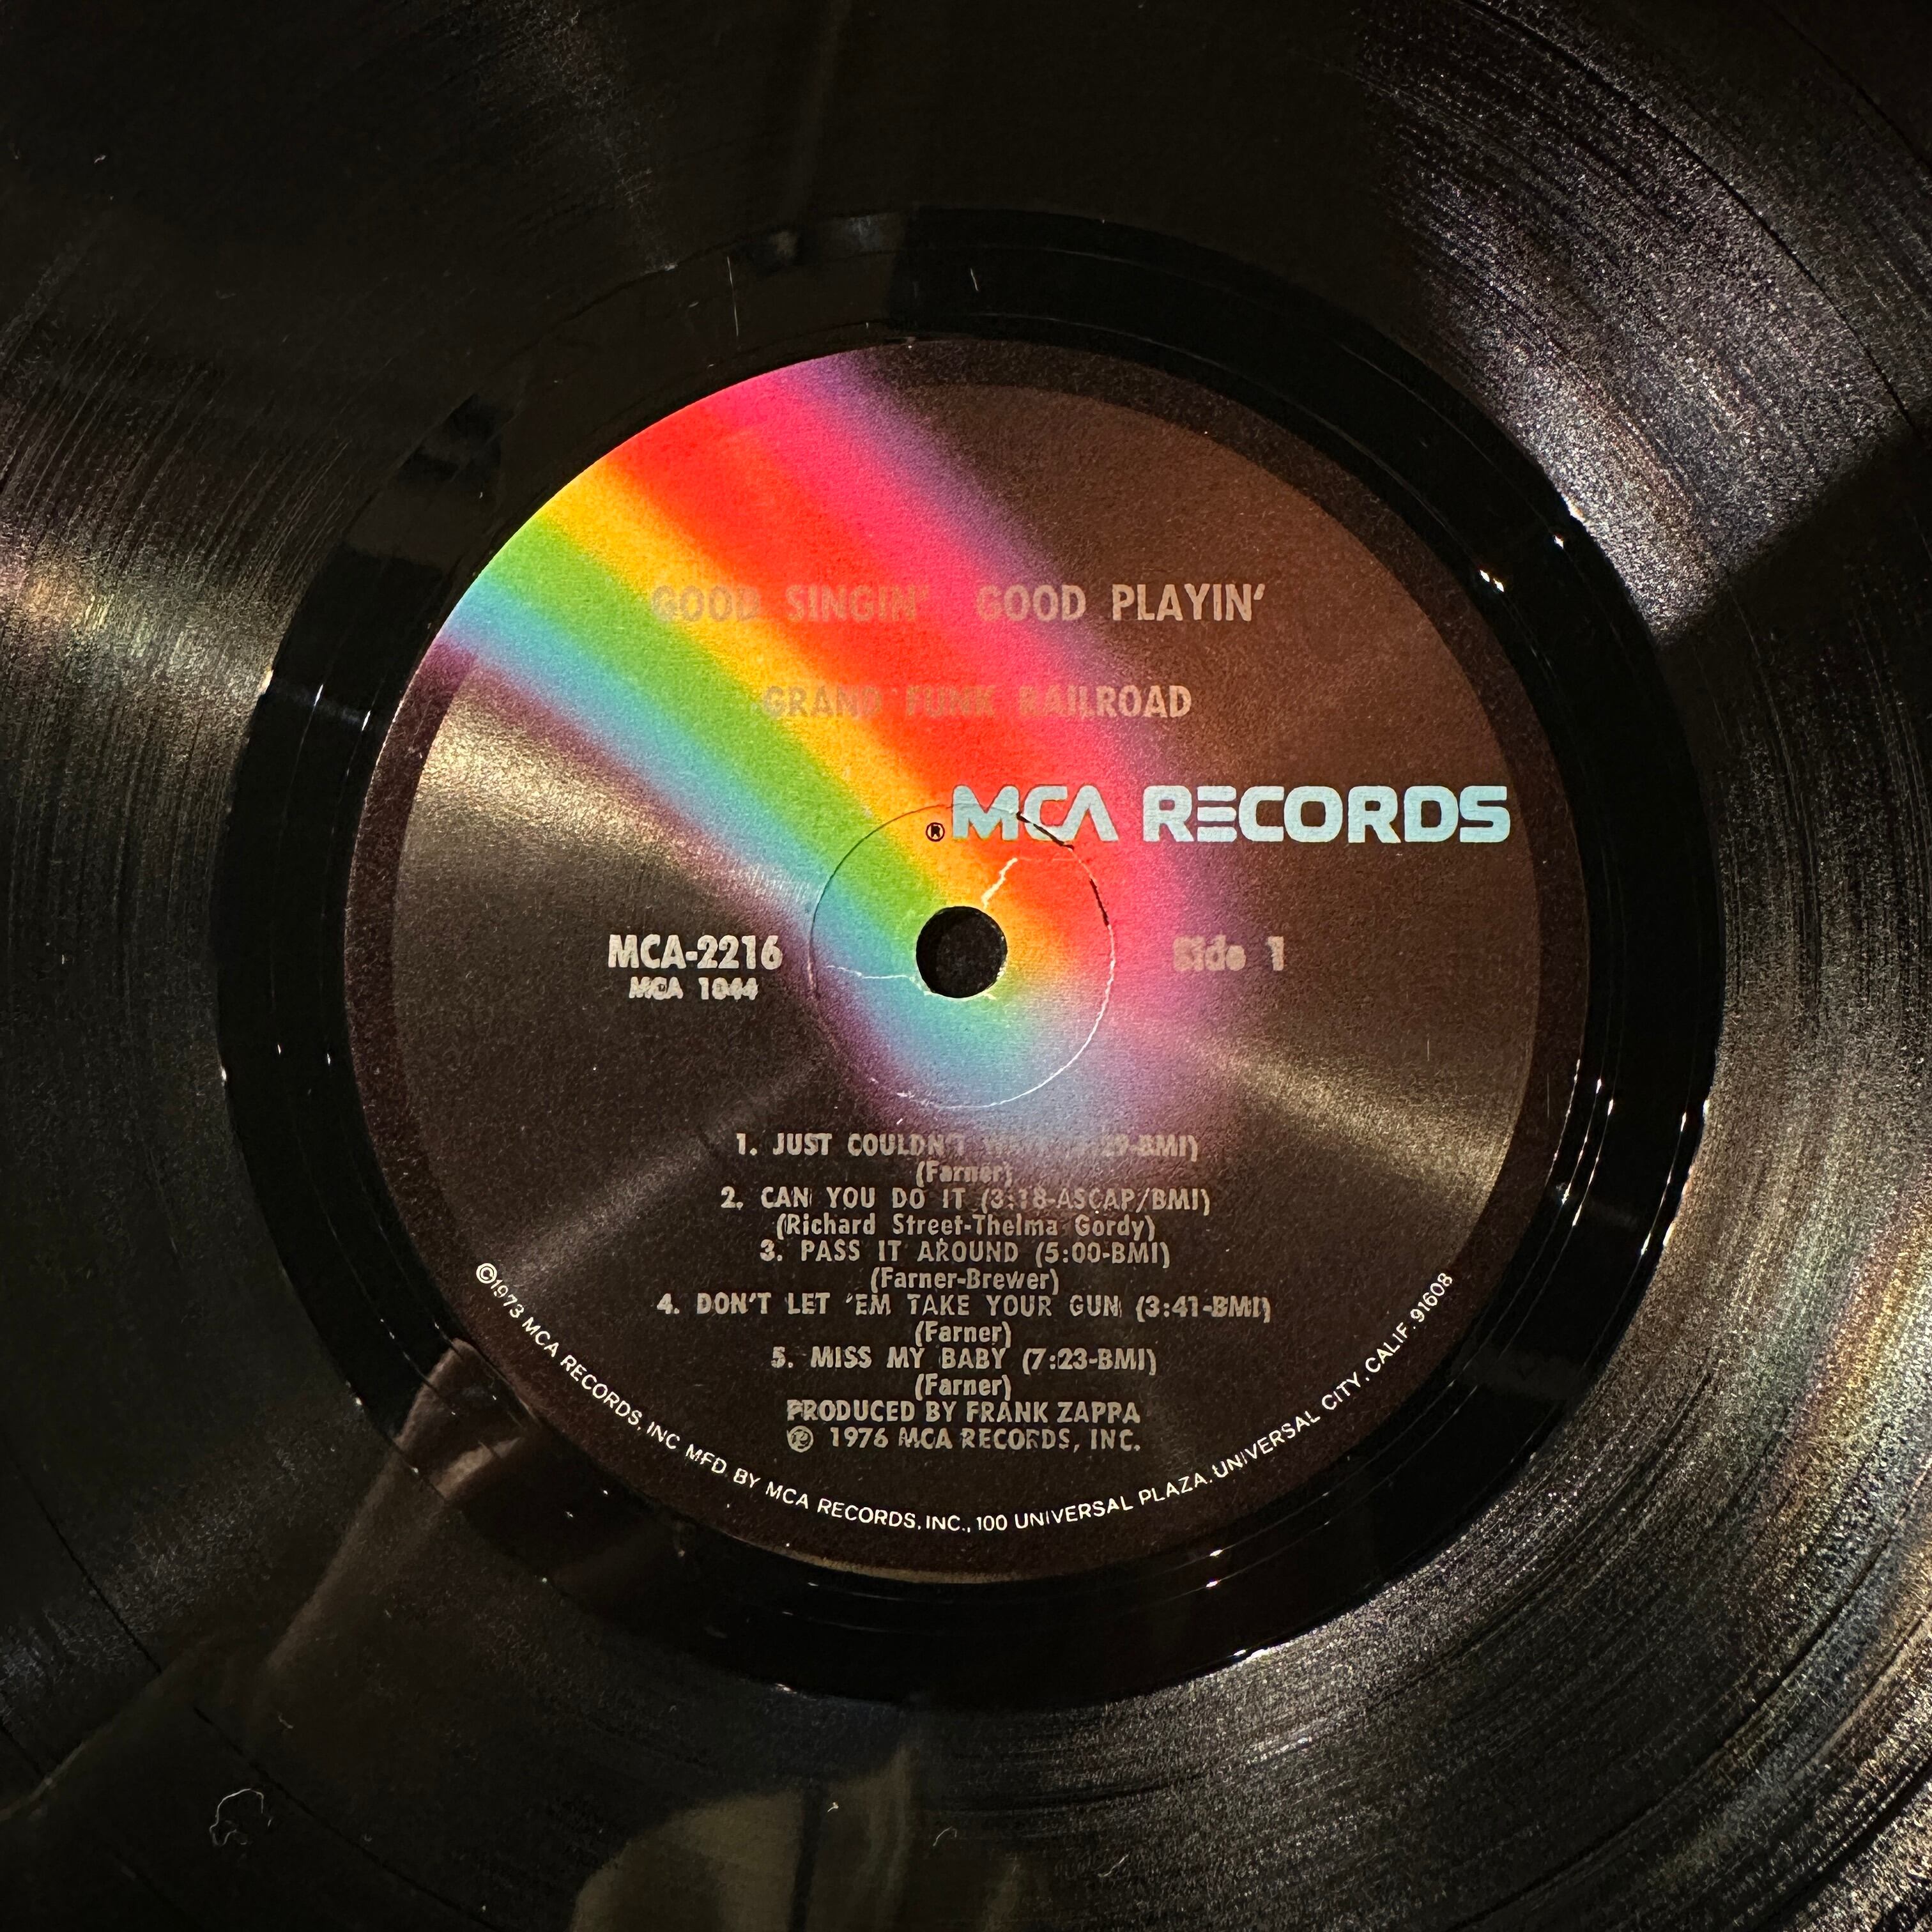 GOOD SINGIN' GOOD PLAYIN'
GRAND FUNK RAILROAD
® MCA RECORDS
MCA-2216
MCA 1044
Side 1
1. JUST COULDN'T :29-BMI)
(Farner)
2. CAN YOU DO IT (3:18-ASCAP/BMI)
(Richard Street-Thelma Gordy)
3. PASS IT AROUND (5:00-BMI)
(Farner-Brewer)
4. DON'T LET 'EM TAKE YOUR GUN (3:41-BMI)
(Farner)
5. MISS MY BABY (7:23-BMI)
(Farner)
PRODUCED BY FRANK ZAPPA
℗ 1976 MCA RECORDS, INC.
©1973 MCA RECORDS, INC MFD BY MCA RECORDS, INC., 100 UNIVERSAL PLAZA, UNIVERSAL CITY, CALIF. 91608